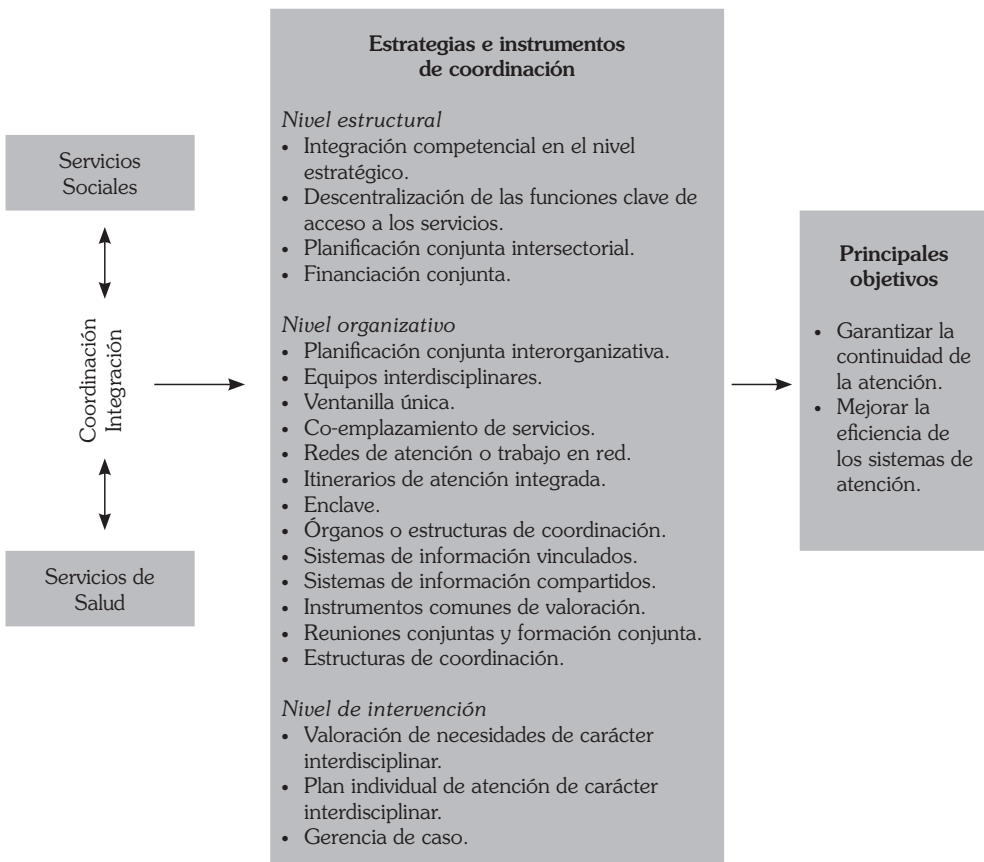 Servicios
Sociales
Coordinación
Integración
Servicios de
Salud
Estrategias e instrumentos
de coordinación
Nivel estructural
• Integración competencial en el nivel
estratégico.
• Descentralización de las funciones clave de
acceso a los servicios.
• Planificación conjunta intersectorial.
• Financiación conjunta.
Nivel organizativo
• Planificación conjunta interorganizativa.
• Equipos interdisciplinares.
• Ventanilla única.
• Co-emplazamiento de servicios.
• Redes de atención o trabajo en red.
• Itinerarios de atención integrada.
• Enclave.
• Órganos o estructuras de coordinación.
• Sistemas de información vinculados.
• Sistemas de información compartidos.
• Instrumentos comunes de valoración.
• Reuniones conjuntas y formación conjunta.
• Estructuras de coordinación.
Nivel de intervención
• Valoración de necesidades de carácter
interdisciplinar.
• Plan individual de atención de carácter
interdisciplinar.
• Gerencia de caso.
Principales
objetivos
• Garantizar la
continuidad de
la atención.
• Mejorar la
eficiencia de
los sistemas de
atención.